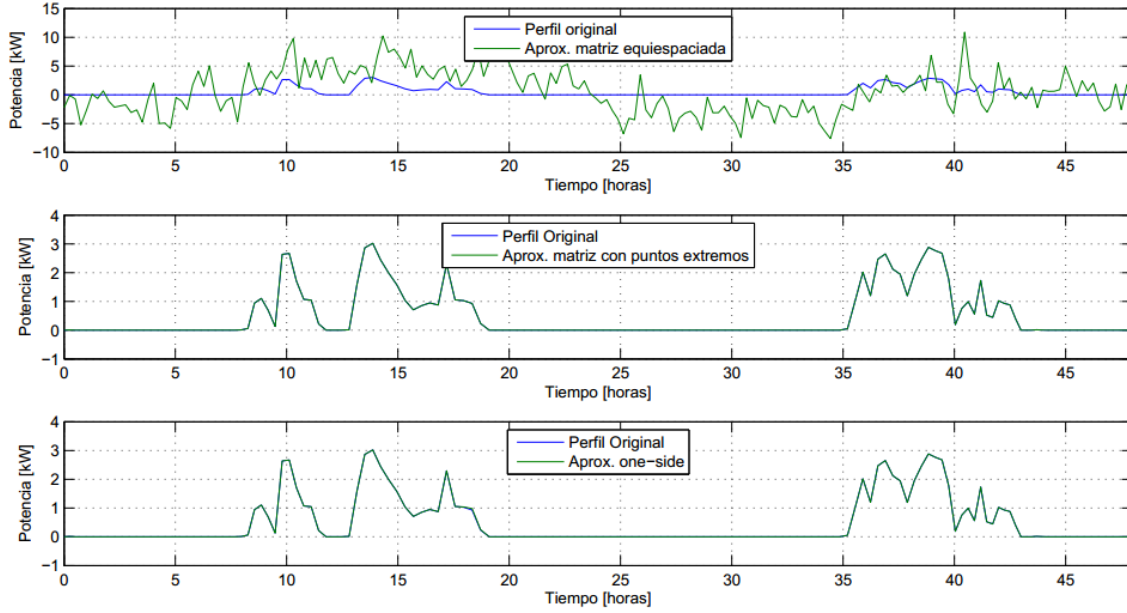 15
10
5
0
−5
−10
Potencia [kW]
Perfil original
Aprox. matriz equiespaciada
0 5 10 15 20 25 30 35 40 45
Tiempo [horas]
4
3
2
1
0
−1
Potencia [kW]
Perfil Original
Aprox. matriz con puntos extremos
0 5 10 15 20 25 30 35 40 45
Tiempo [horas]
4
3
2
1
0
−1
Potencia [kW]
Perfil Original
Aprox. one−side
0 5 10 15 20 25 30 35 40 45
Tiempo [horas]